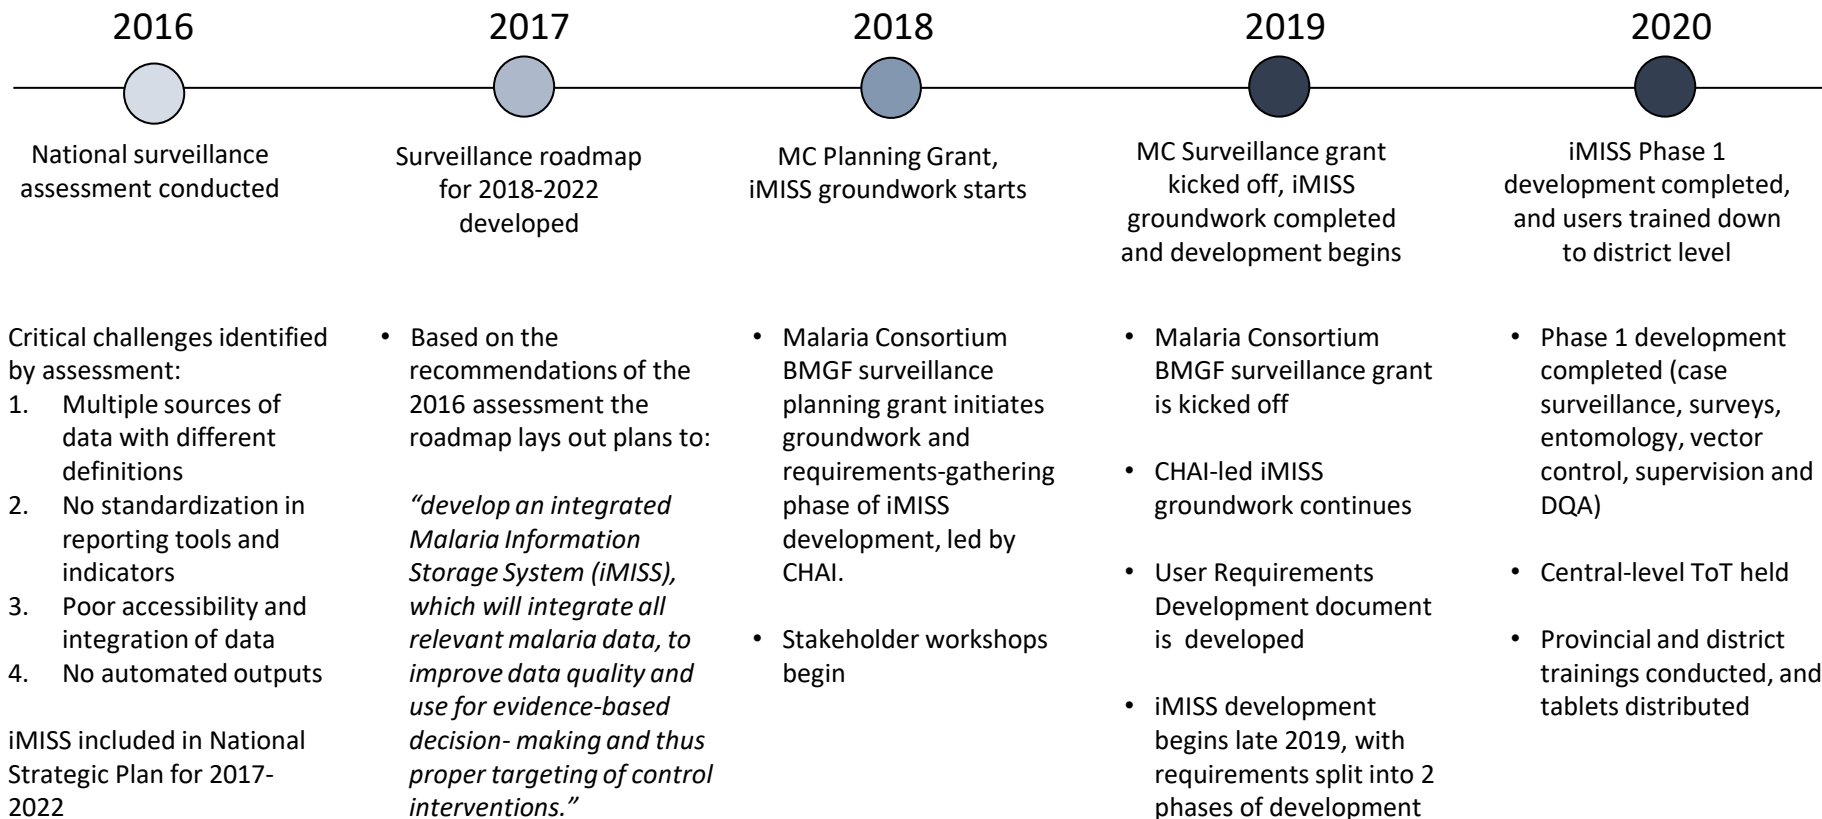 2016
National surveillance
assessment conducted
Critical challenges identified
by assessment:
1. Multiple sources of
data with different
definitions
2. No standardization in
reporting tools and
indicators
3. Poor accessibility and
integration of data
4. No automated outputs
iMISS included in National
Strategic Plan for 2017-
2022
2017
Surveillance roadmap
for 2018-2022
developed
• Based on the
recommendations of the
2016 assessment the
roadmap lays out plans to:
“develop an integrated
Malaria Information
Storage System (iMISS),
which will integrate all
relevant malaria data, to
improve data quality and
use for evidence-based
decision- making and thus
proper targeting of control
interventions.”
2018
MC Planning Grant,
iMISS groundwork starts
• Malaria Consortium
BMGF surveillance
planning grant initiates
groundwork and
requirements-gathering
phase of iMISS
development, led by
CHAI.
• Stakeholder workshops
begin
2019
MC Surveillance grant
kicked off, iMISS
groundwork completed
and development begins
• Malaria Consortium
BMGF surveillance grant
is kicked off
• CHAI-led iMISS
groundwork continues
• User Requirements
Development document
is developed
• iMISS development
begins late 2019, with
requirements split into 2
phases of development
2020
iMISS Phase 1
development completed,
and users trained down
to district level
• Phase 1 development
completed (case
surveillance, surveys,
entomology, vector
control, supervision and
DQA)
• Central-level ToT held
• Provincial and district
trainings conducted, and
tablets distributed